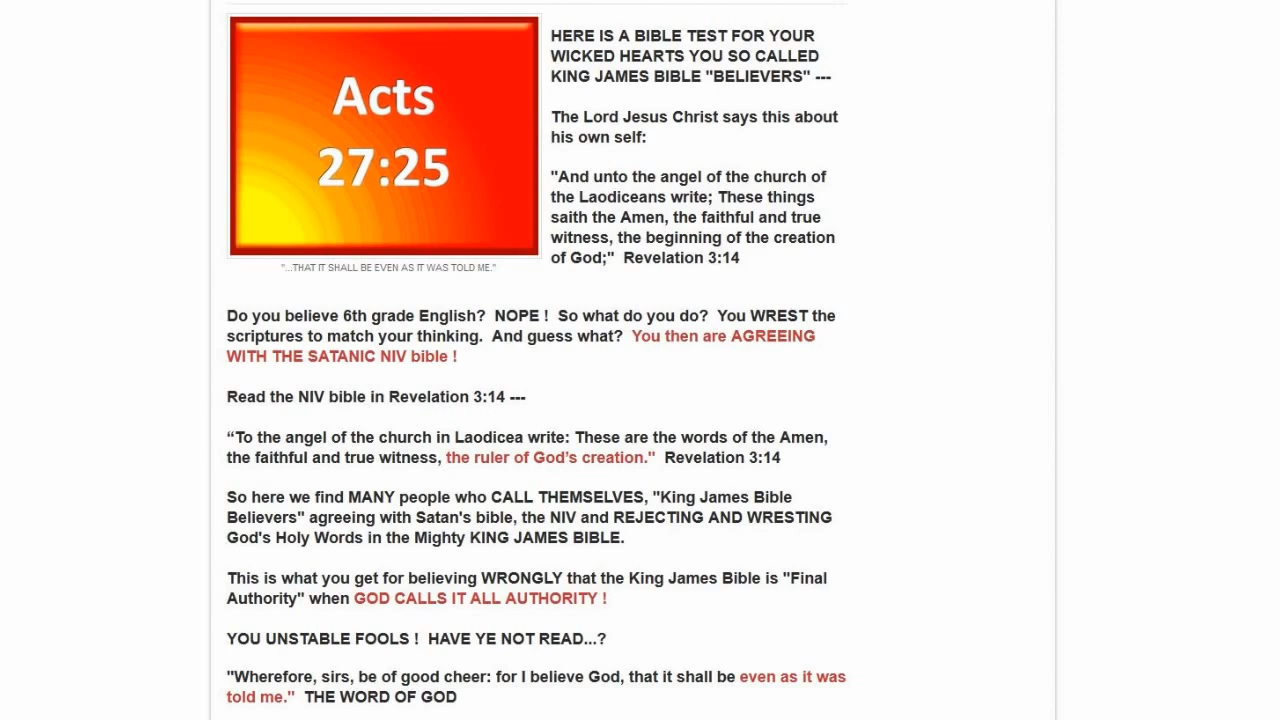 Acts
27:25
"...THAT IT SHALL BE EVEN AS IT WAS TOLD ME."
HERE IS A BIBLE TEST FOR YOUR
WICKED HEARTS YOU SO CALLED
KING JAMES BIBLE "BELIEVERS" ---
The Lord Jesus Christ says this about
his own self:
"And unto the angel of the church of
the Laodiceans write; These things
saith the Amen, the faithful and true
witness, the beginning of the creation
of God;"  Revelation 3:14
Do you believe 6th grade English?  NOPE !  So what do you do?  You WREST the
scriptures to match your thinking.  And guess what?  You then are AGREEING
WITH THE SATANIC NIV bible !
Read the NIV bible in Revelation 3:14 ---
“To the angel of the church in Laodicea write: These are the words of the Amen,
the faithful and true witness, the ruler of God’s creation."  Revelation 3:14
So here we find MANY people who CALL THEMSELVES, "King James Bible
Believers" agreeing with Satan's bible, the NIV and REJECTING AND WRESTING
God's Holy Words in the Mighty KING JAMES BIBLE.
This is what you get for believing WRONGLY that the King James Bible is "Final
Authority" when GOD CALLS IT ALL AUTHORITY !
YOU UNSTABLE FOOLS !  HAVE YE NOT READ...?
"Wherefore, sirs, be of good cheer: for I believe God, that it shall be even as it was
told me."  THE WORD OF GOD